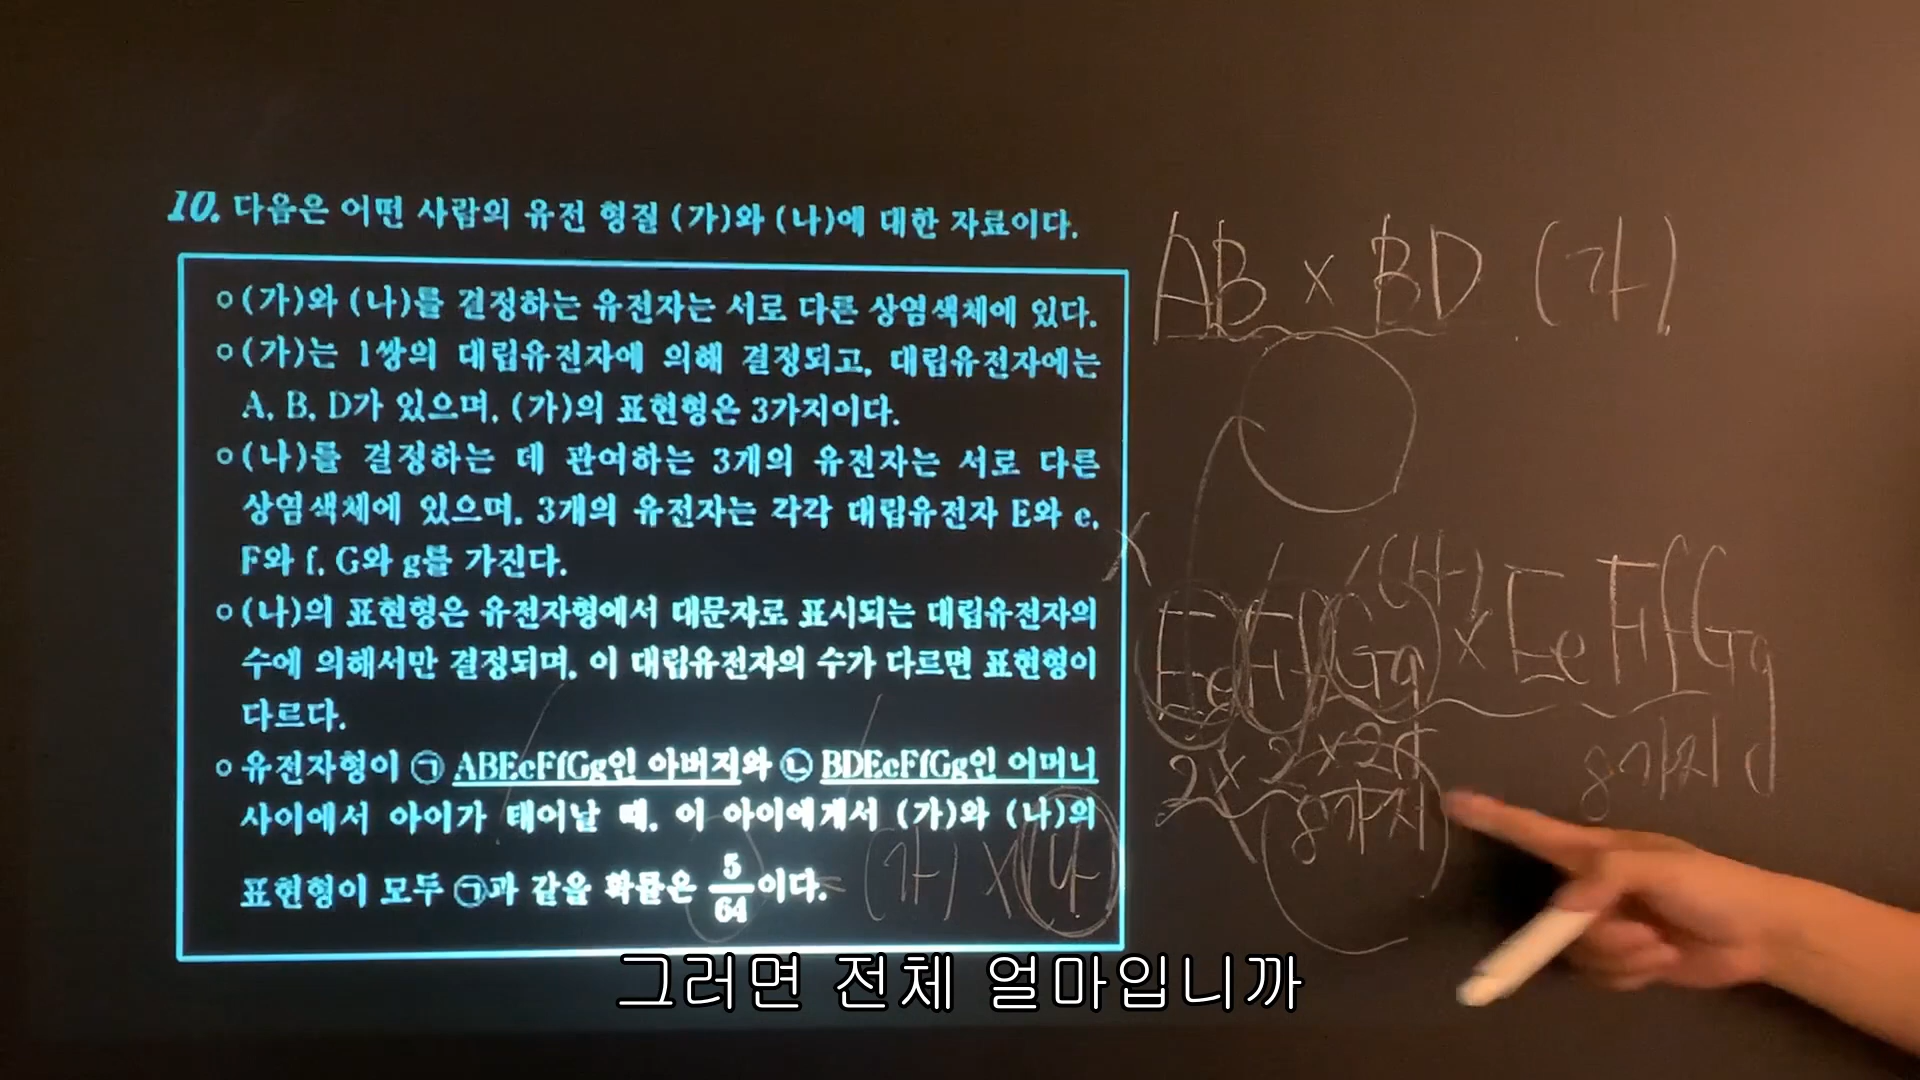 10. 다음은 어떤 사람의 유전 형질 (가)와 (나)에 대한 자료이다.
○(가)와 (나)를 결정하는 유전자는 서로 다른 상염색체에 있다.
○(가)는 1쌍의 대립유전자에 의해 결정되고, 대립유전자에는
A, B, D가 있으며, (가)의 표현형은 3가지이다.
○(나)를 결정하는 데 관여하는 3개의 유전자는 서로 다른
상염색체에 있으며, 3개의 유전자는 각각 대립유전자 E와 e,
F와 f, G와 g를 가진다.
○(나)의 표현형은 유전자형에서 대문자로 표시되는 대립유전자의
수에 의해서만 결정되며, 이 대립유전자의 수가 다르면 표현형이
다르다.
○유전자형이 ㉠ ABEeFfGg인 아버지와 ㉡ BDEeFfGg인 어머니
사이에서 아이가 태어날 때, 이 아이에게서 (가)와 (나)의
표현형이 모두 ㉠과 같을 확률은 5/64이다.
= (가) × (나)
AB × BD (가)
×
(나)
EeFfGg × EeFfGg
2 × 2 × 2
8가지
8가지
그러면 전체 얼마입니까